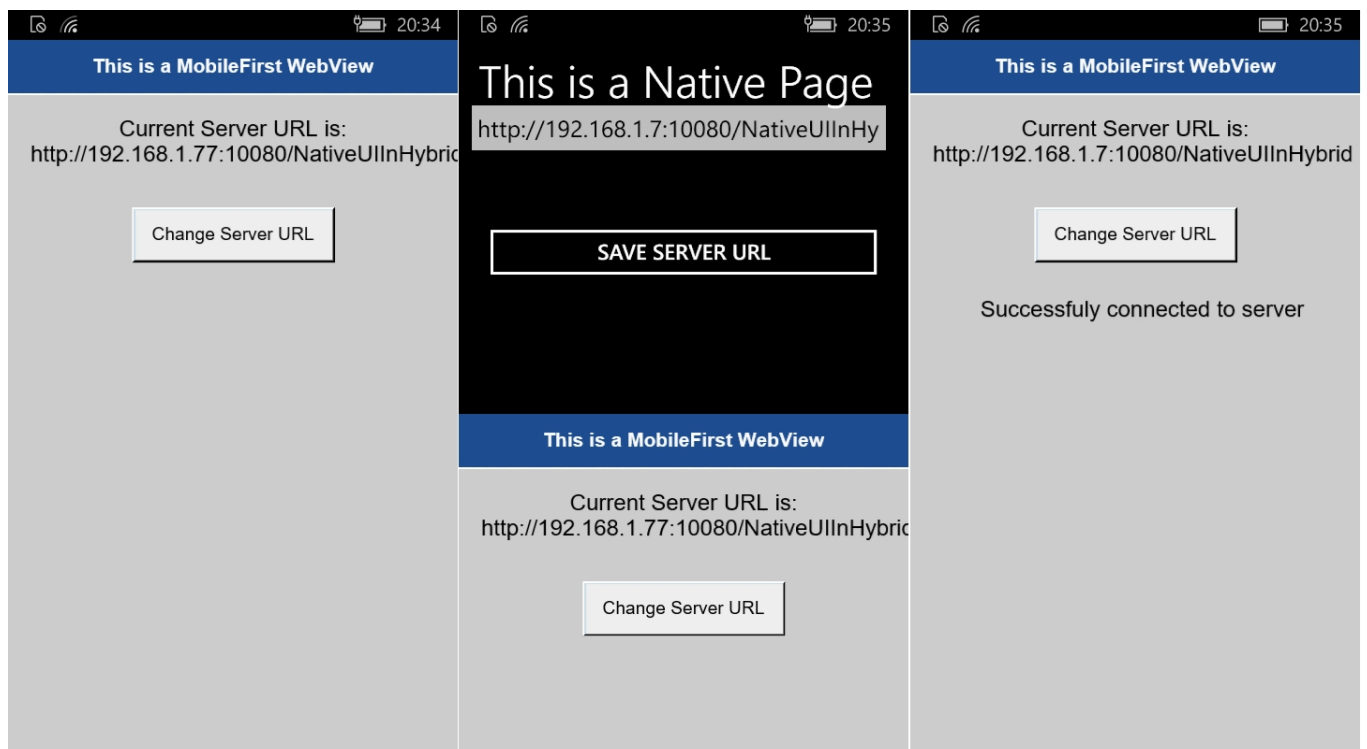 20:34
This is a MobileFirst WebView
Current Server URL is:
http://192.168.1.77:10080/NativeUIInHybric
Change Server URL
20:35
This is a Native Page
http://192.168.1.7:10080/NativeUIInHy
SAVE SERVER URL
This is a MobileFirst WebView
Current Server URL is:
http://192.168.1.77:10080/NativeUIInHybric
Change Server URL
20:35
This is a MobileFirst WebView
Current Server URL is:
http://192.168.1.7:10080/NativeUIInHybrid
Change Server URL
Successfuly connected to server